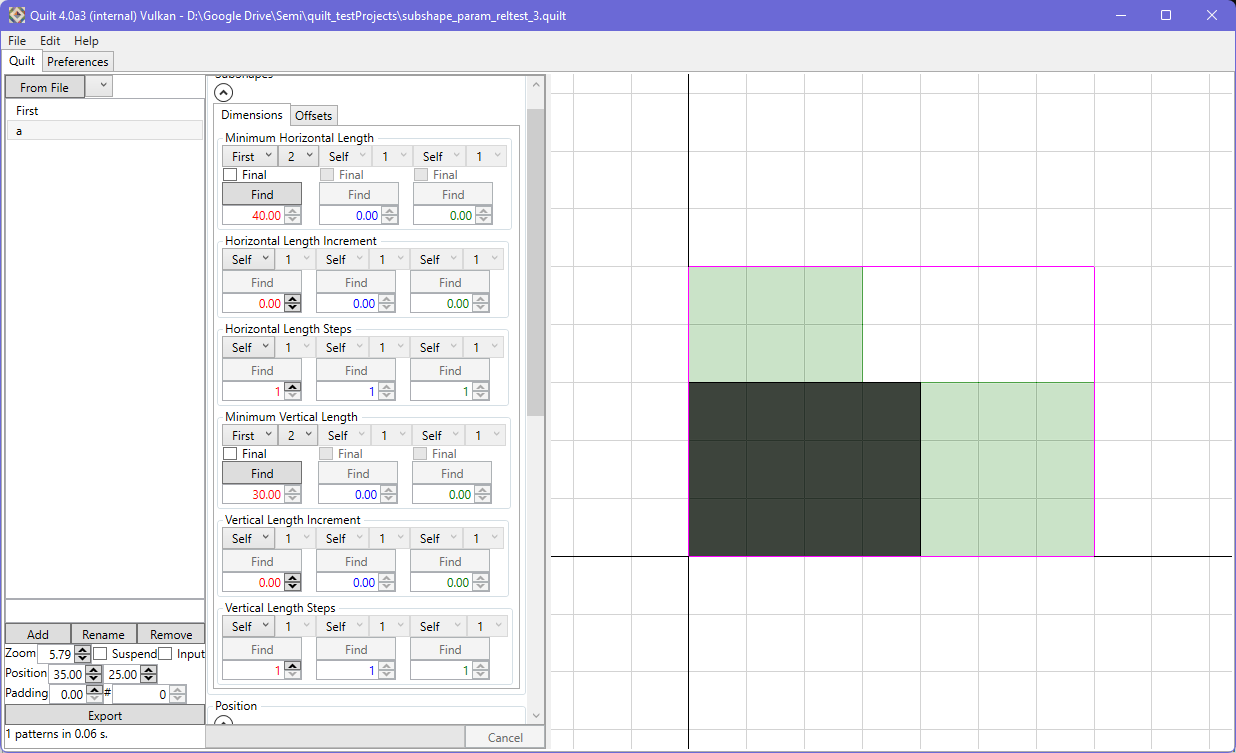 Quilt 4.0a3 (internal) Vulkan - D:\Google Drive\Semi\quilt_testProjects\subshape_param_reltest_3.quilt
File Edit Help
Quilt Preferences
From File
First
a
Subshapes
Dimensions Offsets
Minimum Horizontal Length
First 2 Self 1 Self 1
Final Final Final
Find Find Find
40.00 0.00 0.00
Horizontal Length Increment
Self 1 Self 1 Self 1
Find Find Find
0.00 0.00 0.00
Horizontal Length Steps
Self 1 Self 1 Self 1
Find Find Find
1 1 1
Minimum Vertical Length
First 2 Self 1 Self 1
Final Final Final
Find Find Find
30.00 0.00 0.00
Vertical Length Increment
Self 1 Self 1 Self 1
Find Find Find
0.00 0.00 0.00
Vertical Length Steps
Self 1 Self 1 Self 1
Find Find Find
1 1 1
Position
Add Rename Remove
Zoom 5.79 Suspend Input
Position 35.00 25.00
Padding 0.00 # 0
Export
1 patterns in 0.06 s.
Cancel